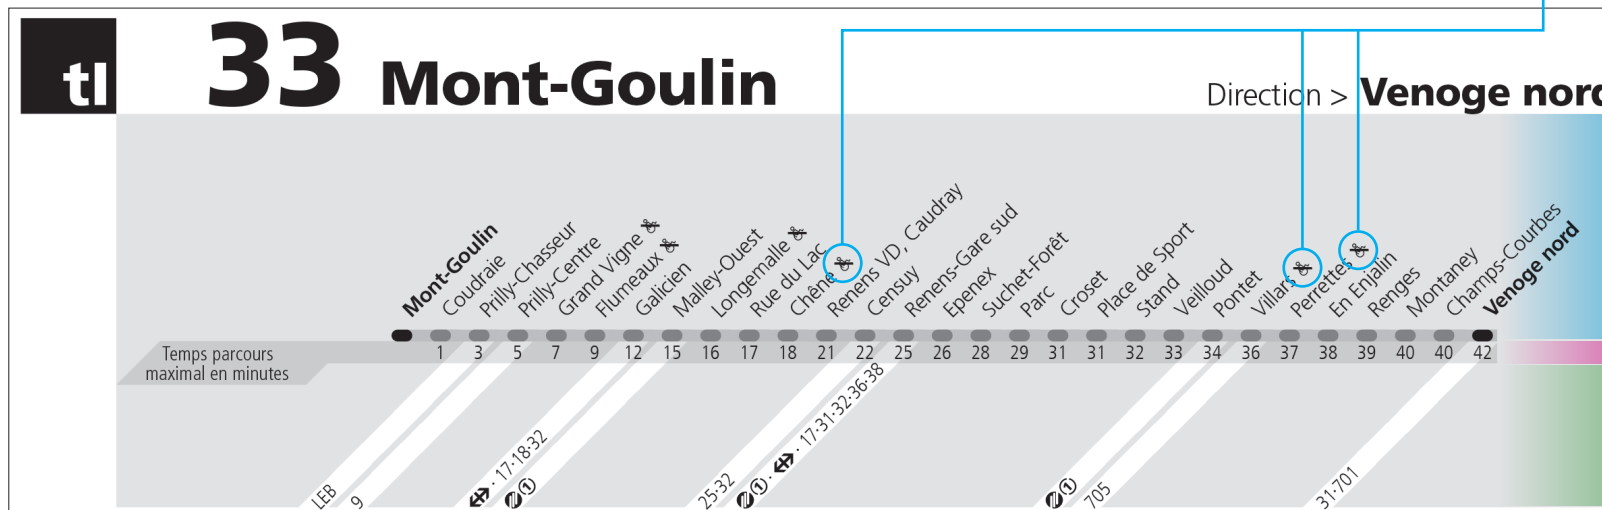 tl
33 Mont-Goulin
Direction > Venoge nord
Mont-Goulin
Coudraie
Prilly-Chasseur
Prilly-Centre
Grand Vigne
Flumeaux
Galicien
Malley-Ouest
Longemalle
Rue du Lac
Chêne
Renens VD, Caudray
Censuy
Renens-Gare sud
Epenex
Suchet-Forêt
Parc
Croset
Place de Sport
Stand
Veilloud
Pontet
Villars
Perrettes
En Enjalin
Renges
Montaney
Champs-Courbes
Venoge nord
Temps parcours
maximal en minutes
1 3 5 7 9 12 15 16 17 18 21 22 25 26 28 29 31 31 32 33 34 36 37 38 39 40 40 42
LEB
9
· 17·18·32
1
25·32
1 · · 17·31·32·36·38
1
705
31·701